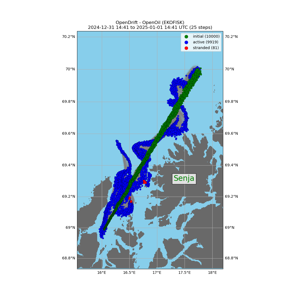 OpenDrift - OpenOil (EKOFISK)
2024-12-31 14:41 to 2025-01-01 14:41 UTC (25 steps)
initial (10000)
active (9919)
stranded (81)
70.2°N 70.2°N
70°N 70°N
69.8°N 69.8°N
69.6°N 69.6°N
69.4°N 69.4°N
Senja
69.2°N 69.2°N
69°N 69°N
68.8°N 68.8°N
16°E 16.5°E 17°E 17.5°E 18°E